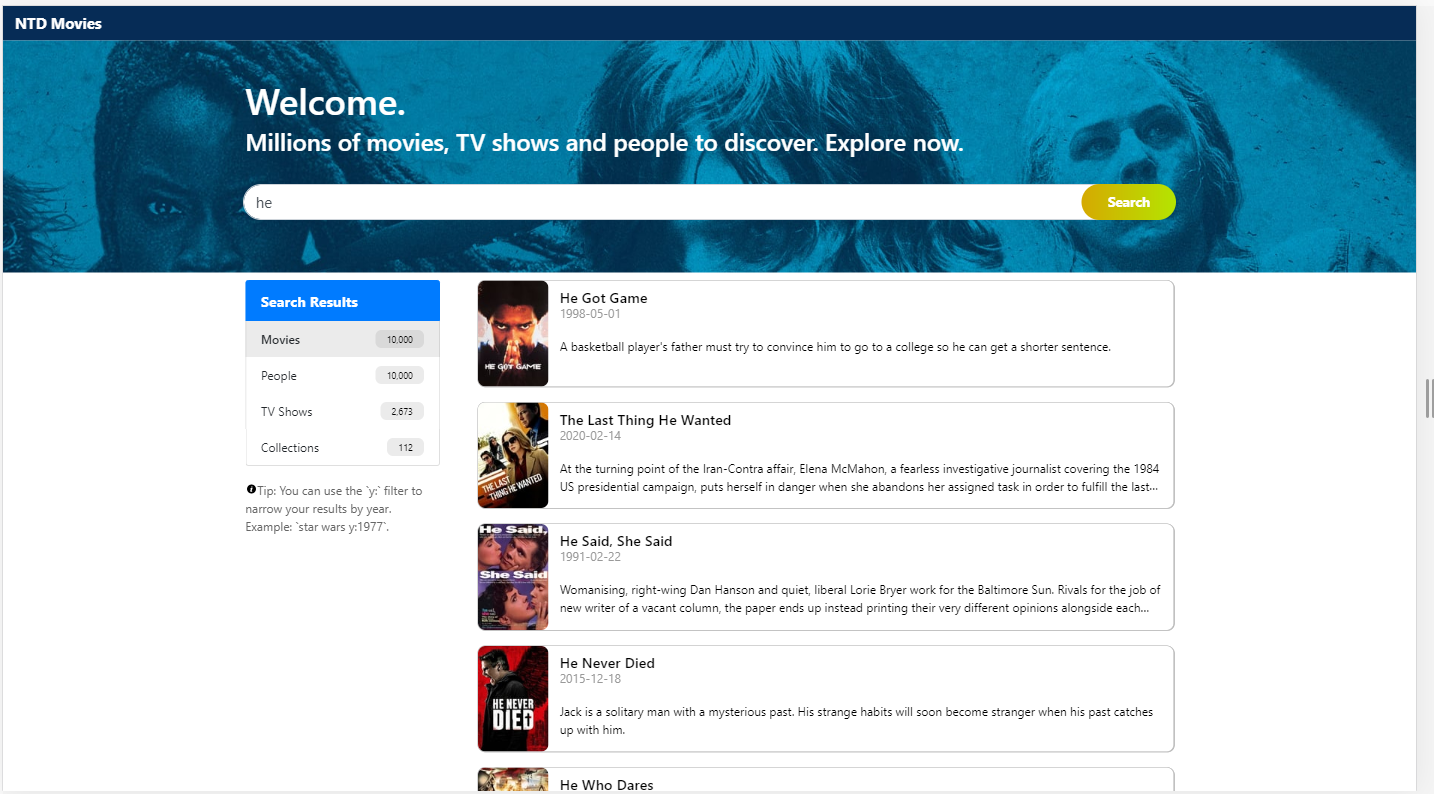 NTD Movies
Welcome.
Millions of movies, TV shows and people to discover. Explore now.
he
Search
Search Results
Movies 10,000
People 10,000
TV Shows 2,673
Collections 112
Tip: You can use the `y:` filter to
narrow your results by year.
Example: `star wars y:1977`.
HE GOT GAME
He Got Game
1998-05-01
A basketball player's father must try to convince him to go to a college so he can get a shorter sentence.
THE LAST
THING HE WANTED
The Last Thing He Wanted
2020-02-14
At the turning point of the Iran-Contra affair, Elena McMahon, a fearless investigative journalist covering the 1984
US presidential campaign, puts herself in danger when she abandons her assigned task in order to fulfill the last...
He Said,
She Said
He Said, She Said
1991-02-22
Womanising, right-wing Dan Hanson and quiet, liberal Lorie Bryer work for the Baltimore Sun. Rivals for the job of
new writer of a vacant column, the paper ends up instead printing their very different opinions alongside each...
HE NEVER
DIED
He Never Died
2015-12-18
Jack is a solitary man with a mysterious past. His strange habits will soon become stranger when his past catches
up with him.
He Who Dares